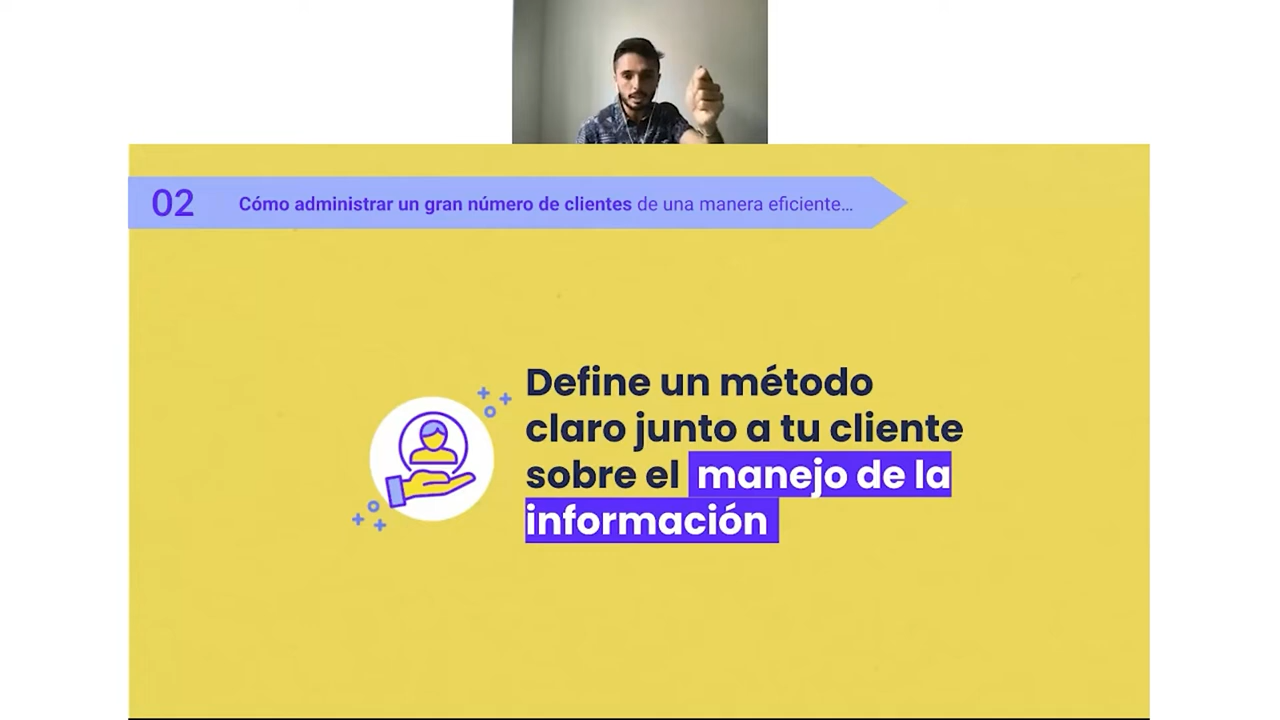 02 Cómo administrar un gran número de clientes de una manera eficiente...
Define un método
claro junto a tu cliente
sobre el manejo de la
información